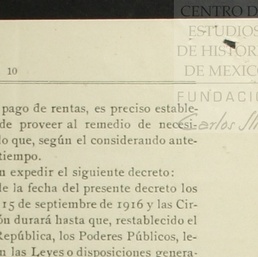 CENTRO D
ESTUDIOS
DE HISTOR
DE MÉXIC
FUNDACI
Carlos Sl
10
pago de rentas, es preciso estable-
de proveer al remedio de necesi-
lo que, según el considerando ante-
tiempo.
n expedir el siguiente decreto:
le la fecha del presente decreto los
15 de septiembre de 1916 y las Cir-
ón durará hasta que, restablecido el
República, los Poderes Públicos, le-
n las Leyes o disposiciones genera-